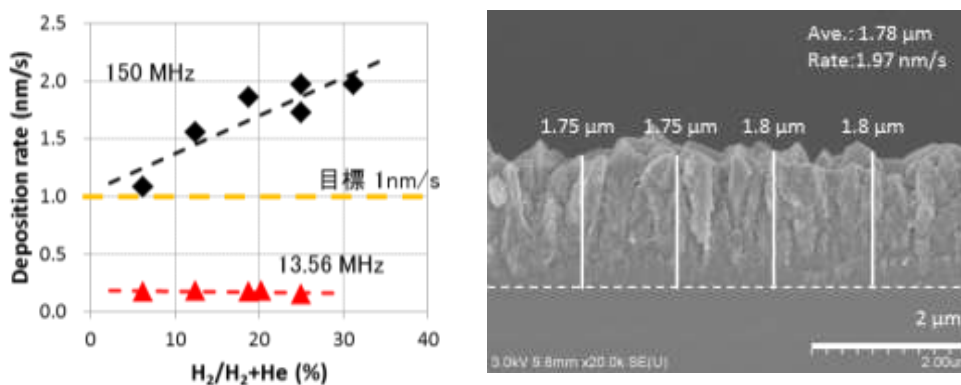 Deposition rate (nm/s)
2.5
2.0
1.5
1.0
0.5
0.0
150 MHz
目標 1nm/s
13.56 MHz
0
10
20
30
40
H₂/H₂+He (%)
Ave.: 1.78 μm
Rate:1.97 nm/s
1.75 μm
1.75 μm
1.8 μm
1.8 μm
2 μm
3.0kV 5.8mm x20.0k SE(U)
2.00um